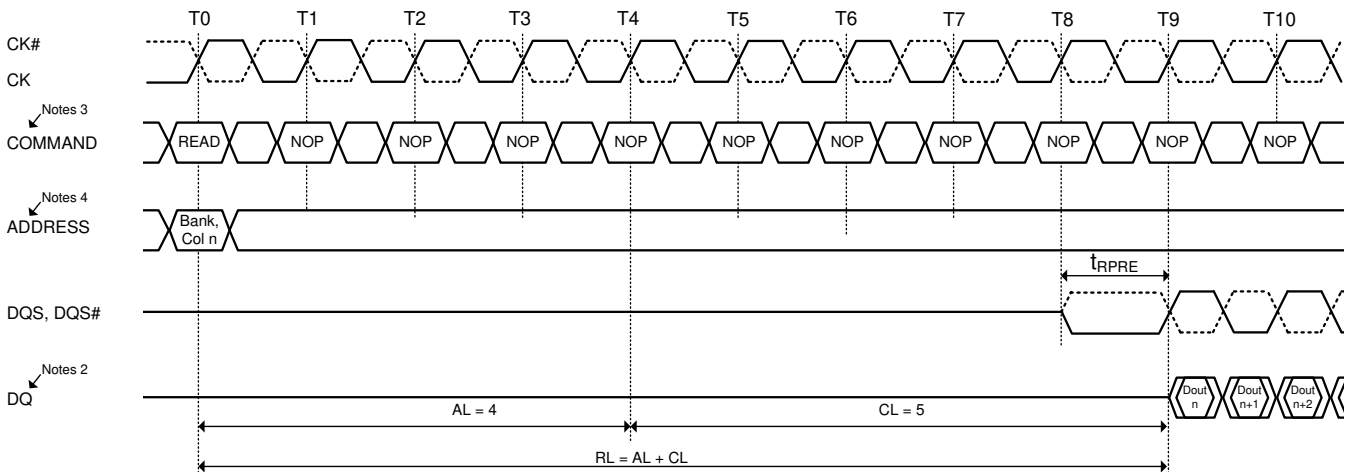 T0 T1 T2 T3 T4 T5 T6 T7 T8 T9 T10
CK#
CK
Notes 3
COMMAND
READ NOP NOP NOP NOP NOP NOP NOP NOP NOP NOP
Notes 4
ADDRESS
Bank,
Col n
tRPRE
DQS, DQS#
Notes 2
DQ
Dout
n
Dout
n+1
Dout
n+2
AL = 4
CL = 5
RL = AL + CL